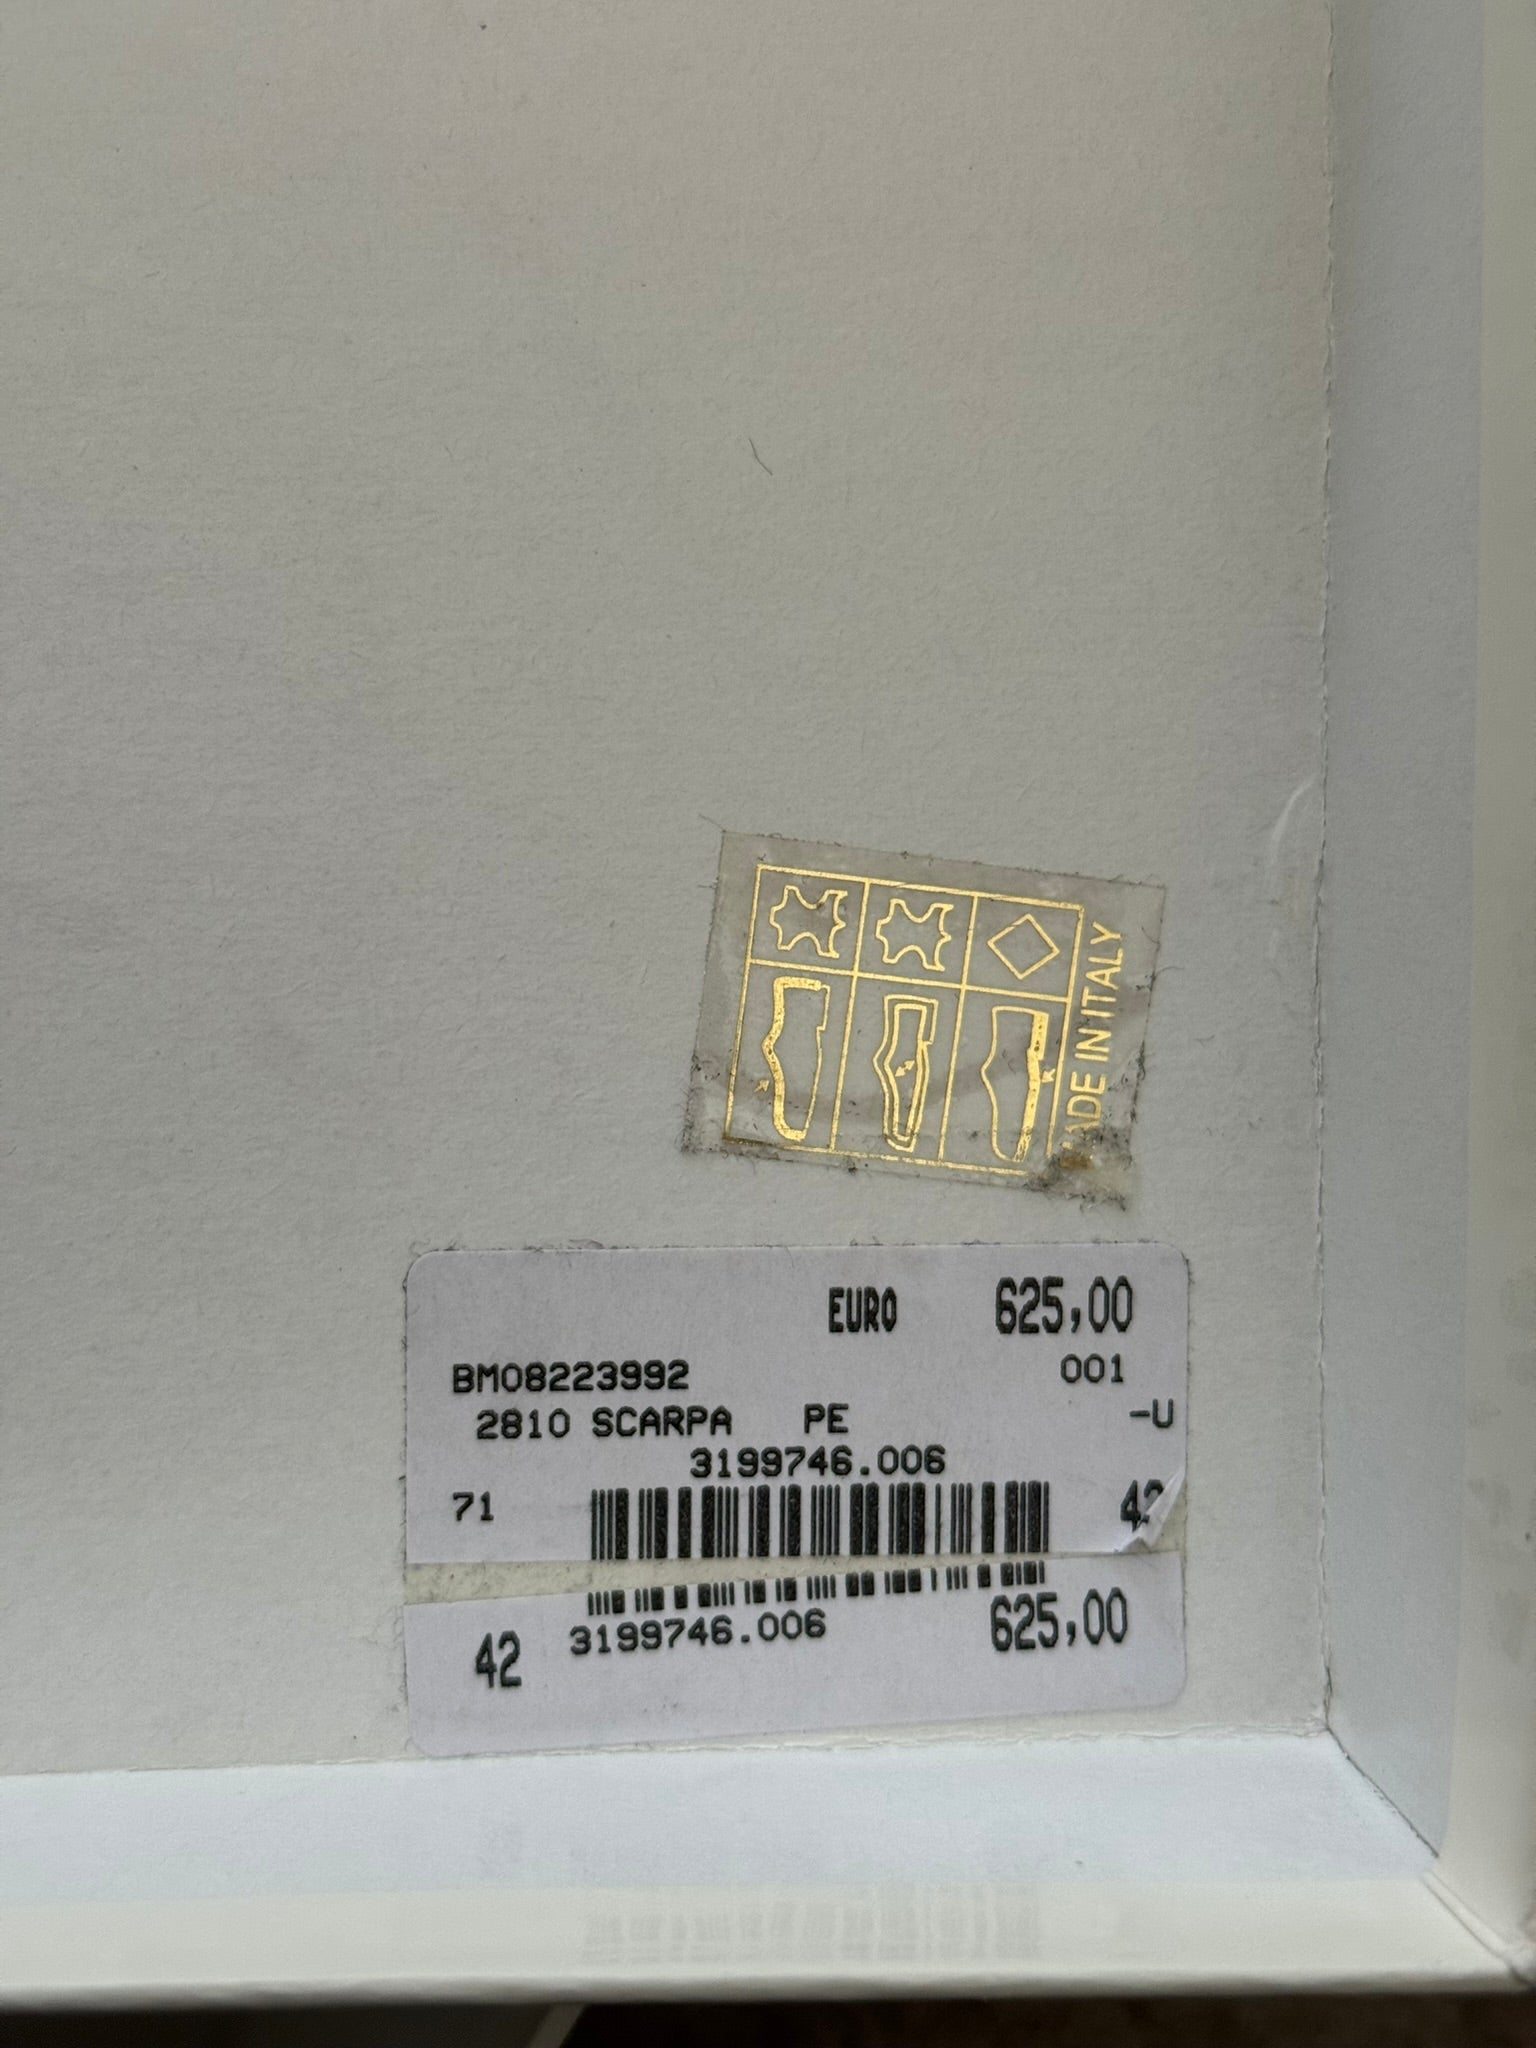 MADE IN ITALY
EURO 625,00
BM08223992 001
2810 SCARPA PE -U
3199746.006
71 42
3199746.006 625,00
42